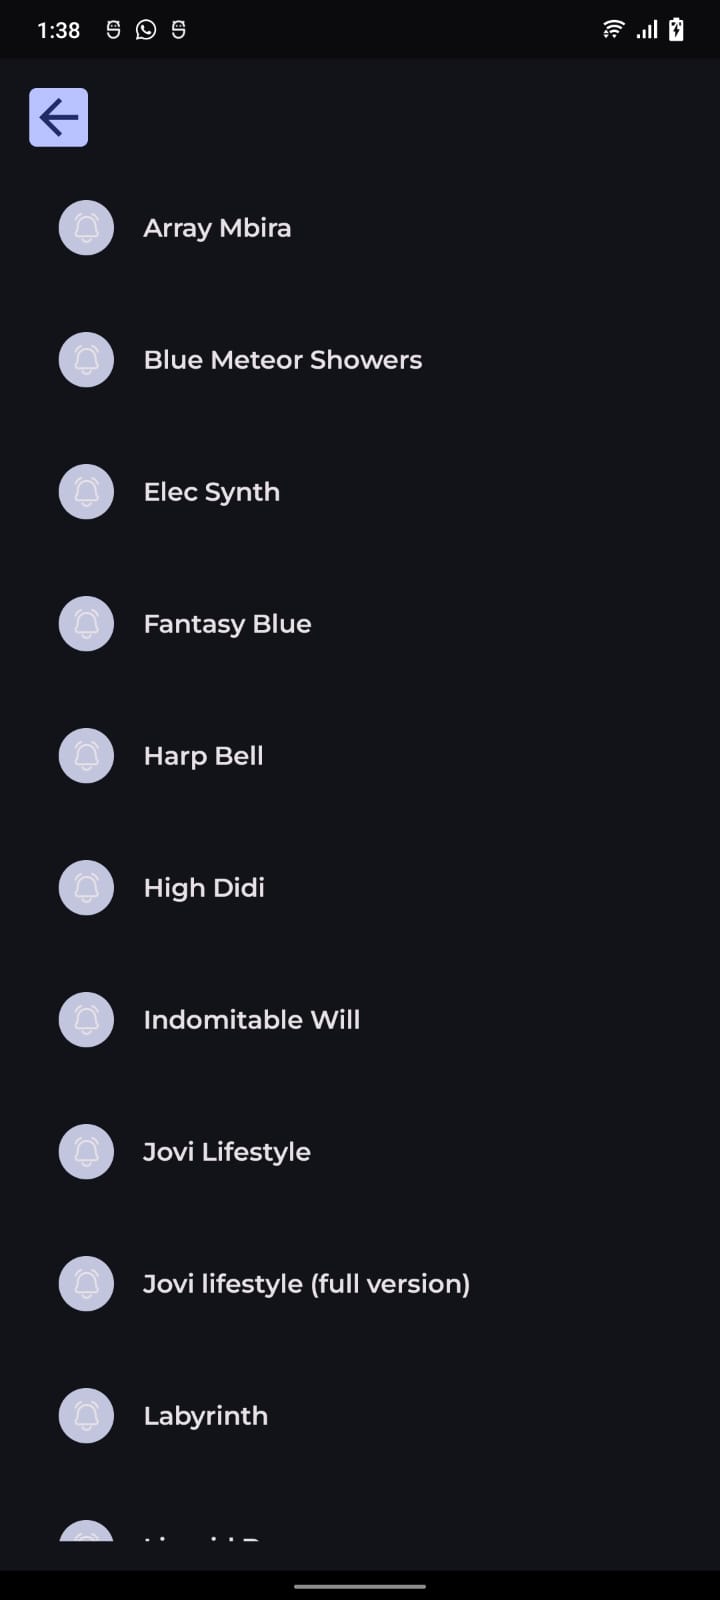 1:38
Array Mbira
Blue Meteor Showers
Elec Synth
Fantasy Blue
Harp Bell
High Didi
Indomitable Will
Jovi Lifestyle
Jovi lifestyle (full version)
Labyrinth